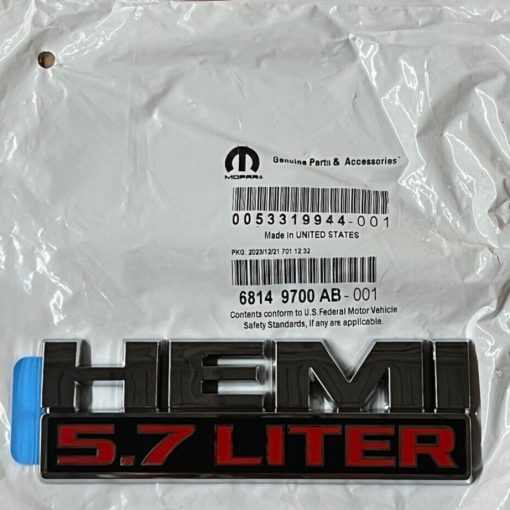 Genuine Parts & Accessories™
MOPAR®
0053319944-001
Made in UNITED STATES
PKG: 2023/12/21 701 12:32
6814 9700 AB-001
Contents conform to U.S. Federal Motor Vehicle
Safety Standards, if any are applicable.
HEMI
5.7 LITER